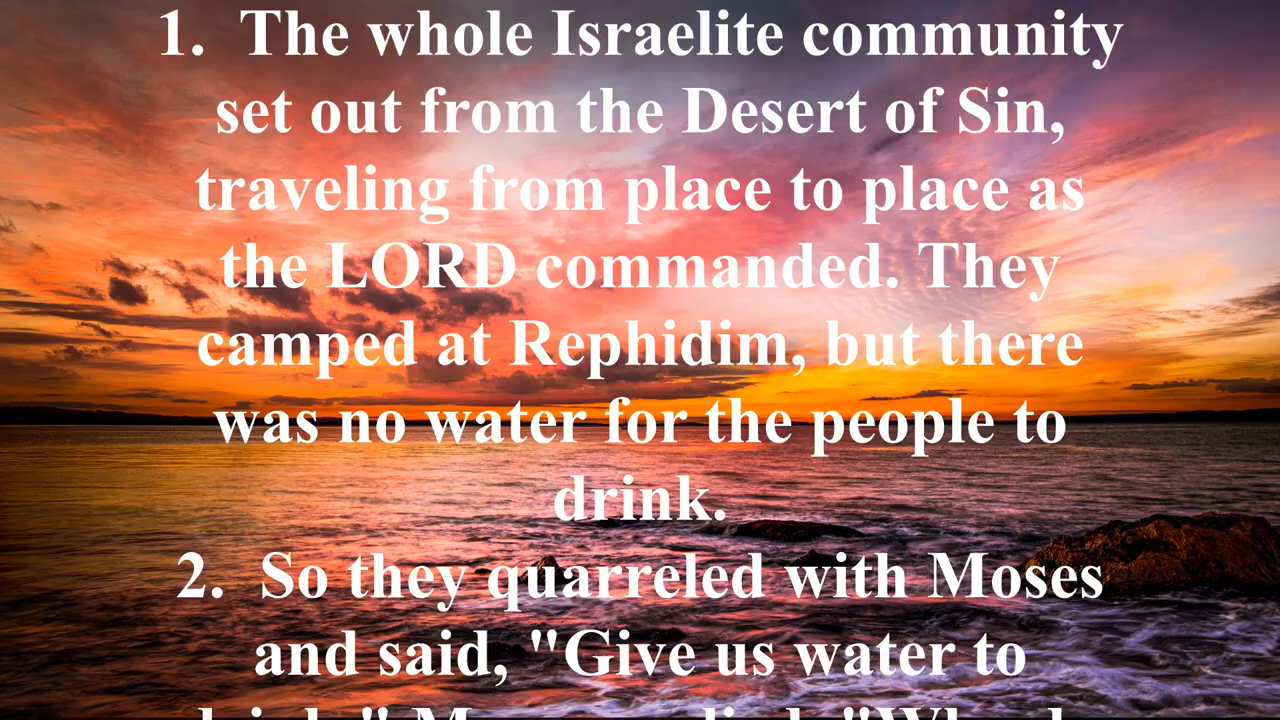 1.  The whole Israelite community
set out from the Desert of Sin,
traveling from place to place as
the LORD commanded. They
camped at Rephidim, but there
was no water for the people to
drink.
2.  So they quarreled with Moses
and said, "Give us water to